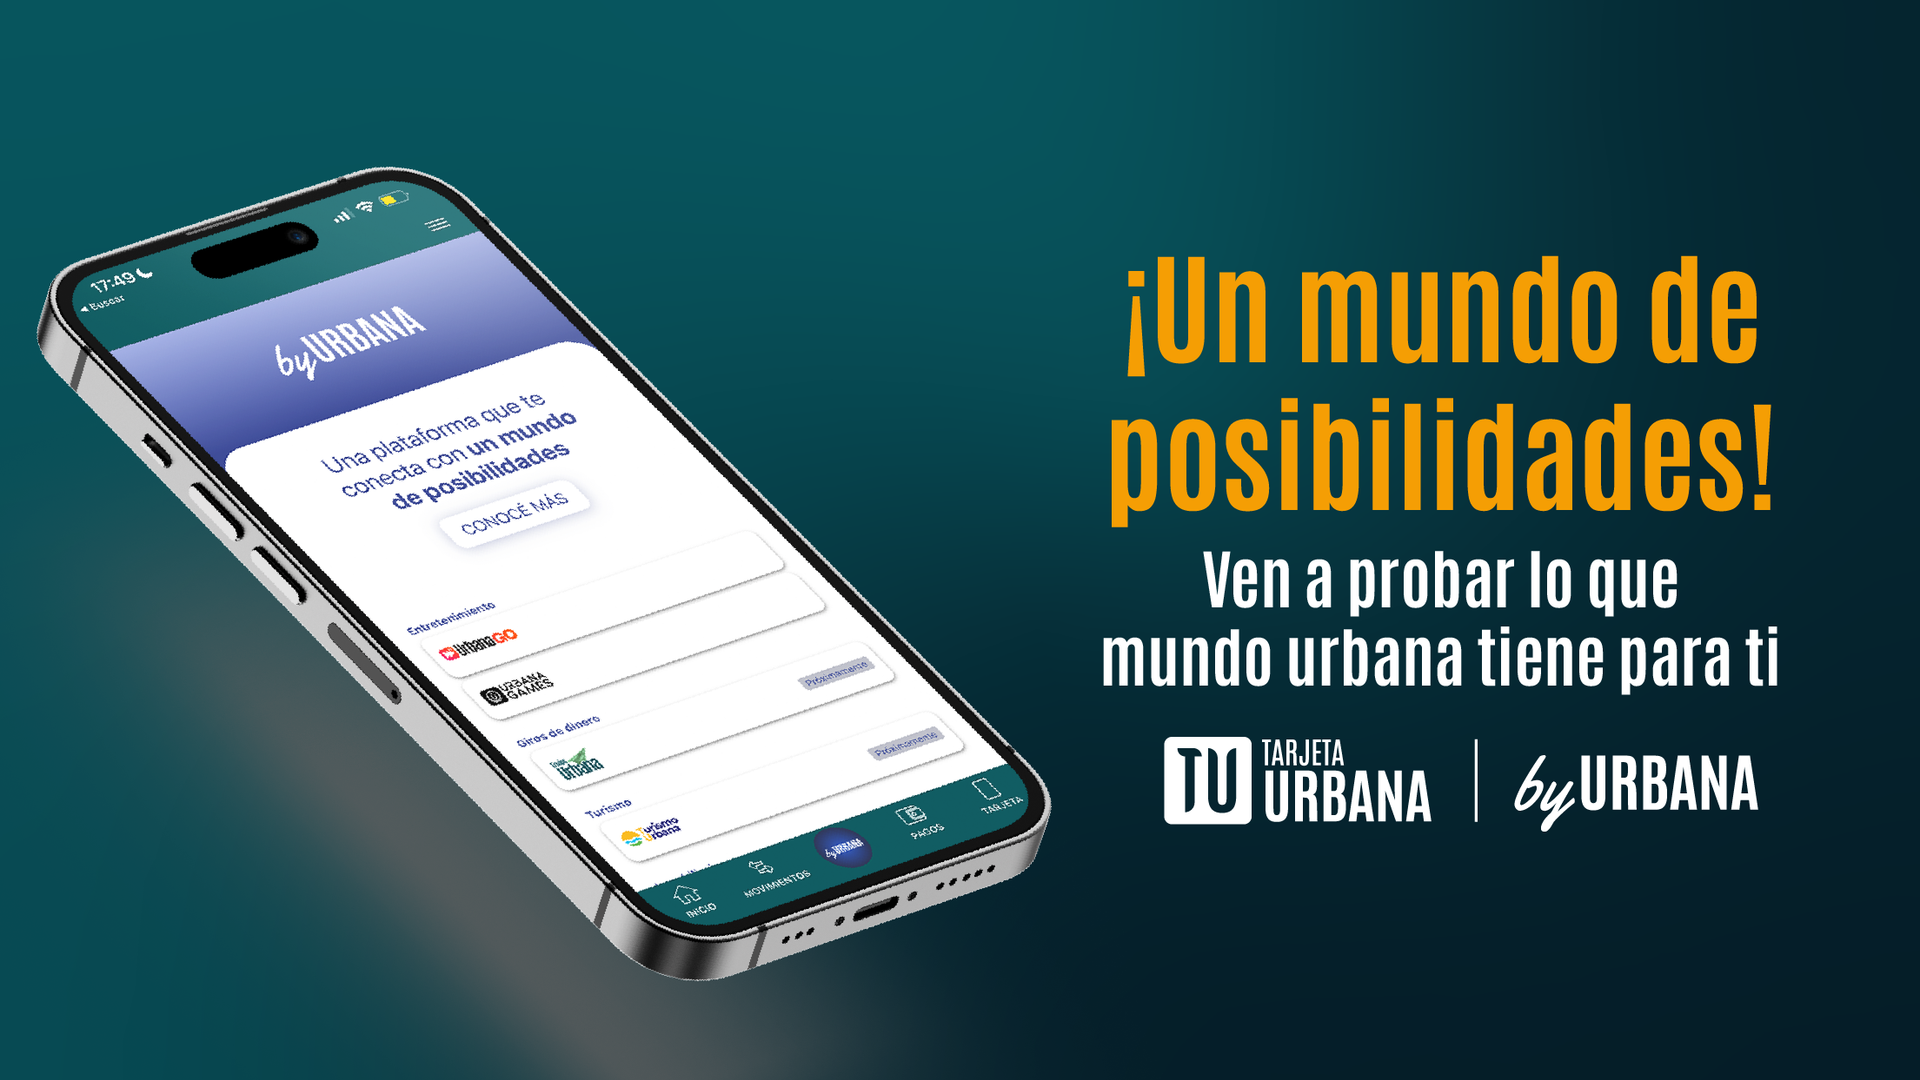 17:49
Buscar
byURBANA
Una plataforma que te
conecta con un mundo
de posibilidades
CONOCÉ MÁS
Entretenimiento
UrbanaGO
URBANA
GAMES
Giros de dinero
Urbana
Próximamente
Turismo
Turismo
Urbana
Próximamente
INICIO
MOVIMIENTOS
byURBANA
PAGOS
TARJETA
¡Un mundo de
posibilidades!
Ven a probar lo que
mundo urbana tiene para ti
TU TARJETA
URBANA
byURBANA